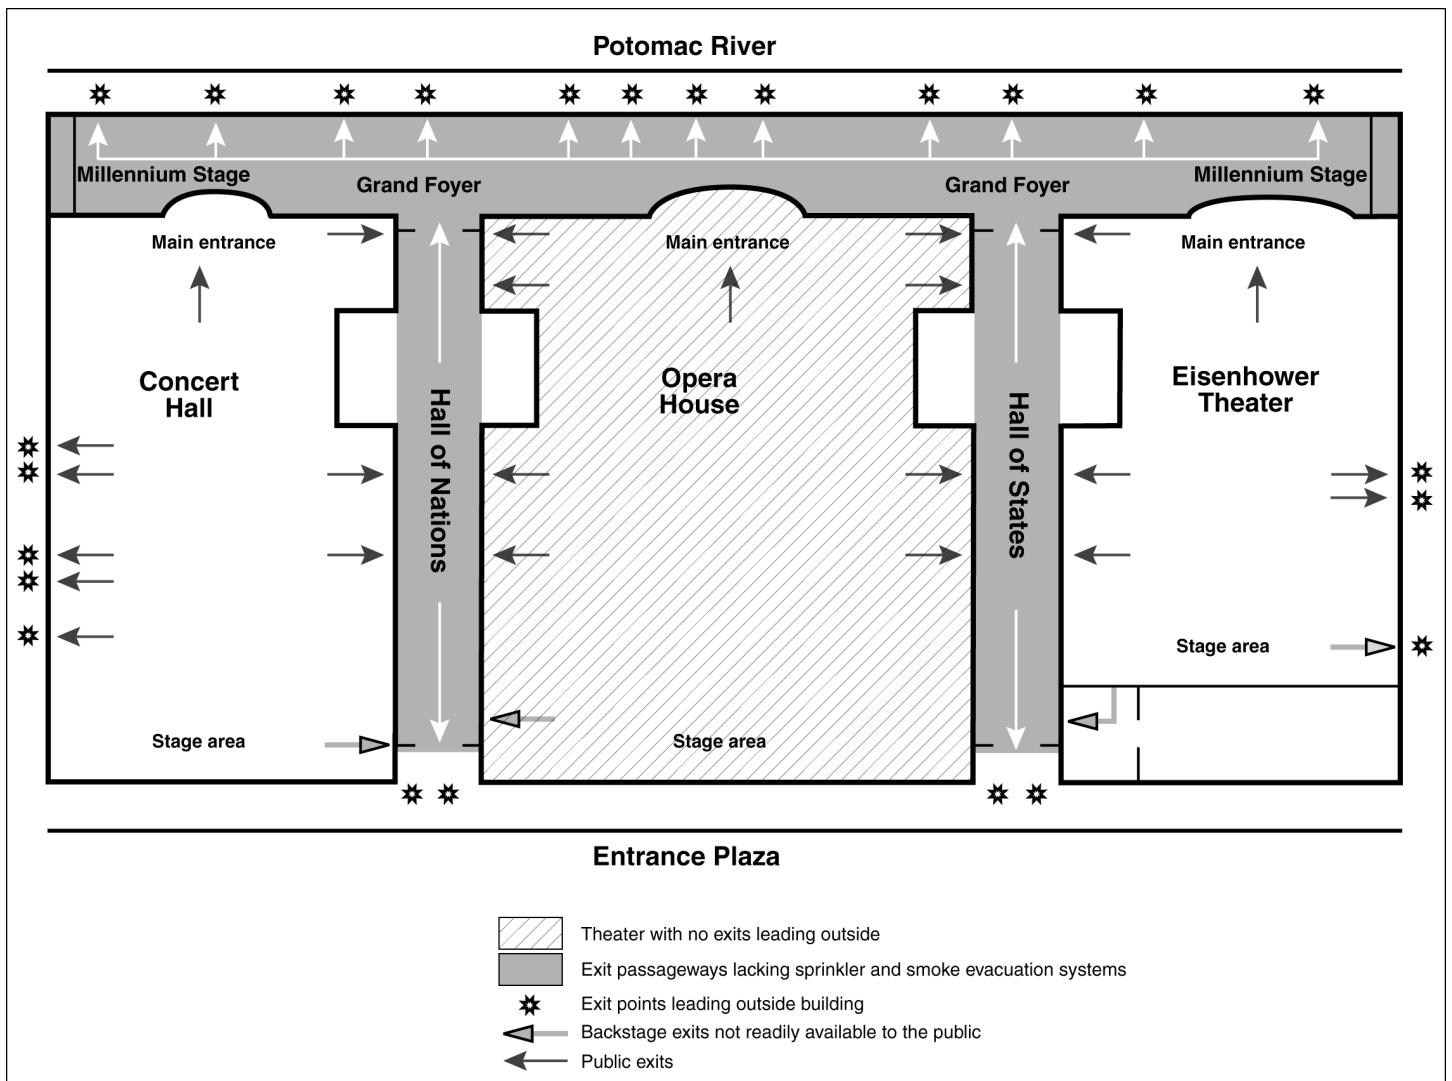 Potomac River
Millennium Stage
Grand Foyer
Grand Foyer
Millennium Stage
Main entrance
Main entrance
Main entrance
Concert
Hall
Hall of Nations
Opera
House
Hall of States
Eisenhower
Theater
Stage area
Stage area
Stage area
Entrance Plaza
Theater with no exits leading outside
Exit passageways lacking sprinkler and smoke evacuation systems
Exit points leading outside building
Backstage exits not readily available to the public
Public exits